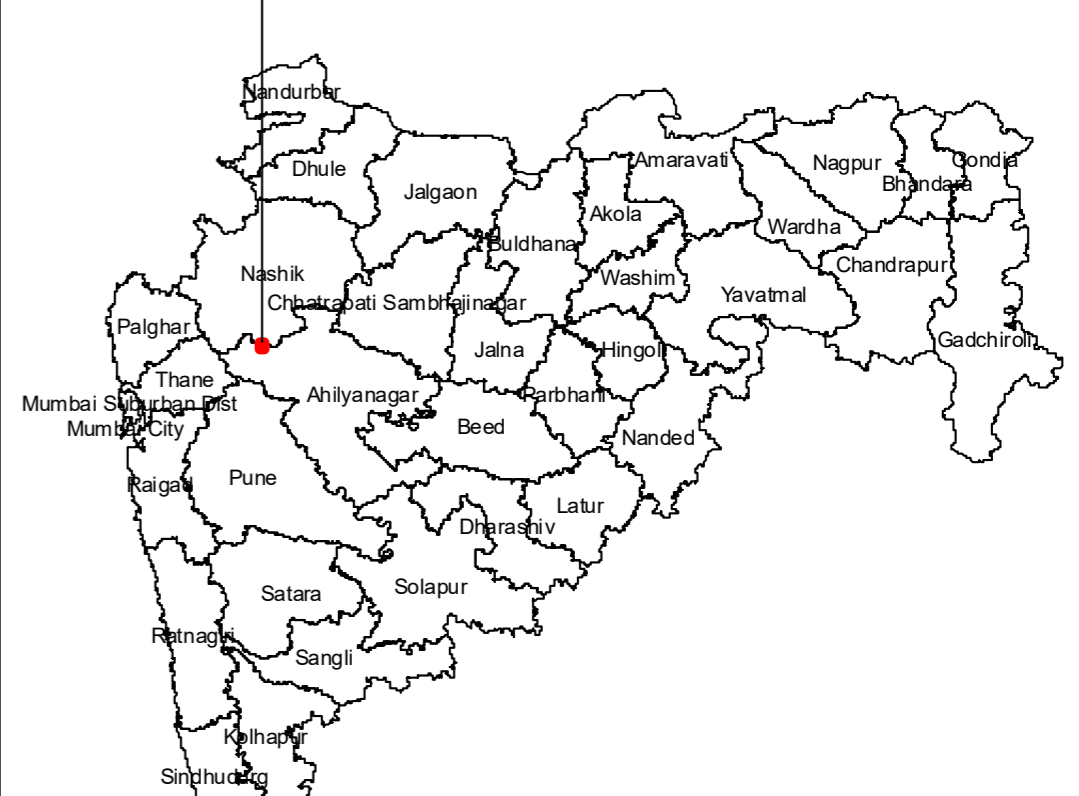 Nandurbar
Dhule
Jalgaon
Amaravati
Nagpur
Gondia
Bhandara
Akola
Wardha
Buldhana
Nashik
Washim
Chandrapur
Chhatrapati Sambhajinagar
Yavatmal
Palghar
Jalna
Hingoli
Gadchiroli
Thane
Ahilyanagar
Parbhani
Mumbai Suburban Dist
Mumbai City
Beed
Nanded
Raigad
Pune
Latur
Dharashiv
Satara
Solapur
Ratnagiri
Sangli
Kolhapur
Sindhudurg